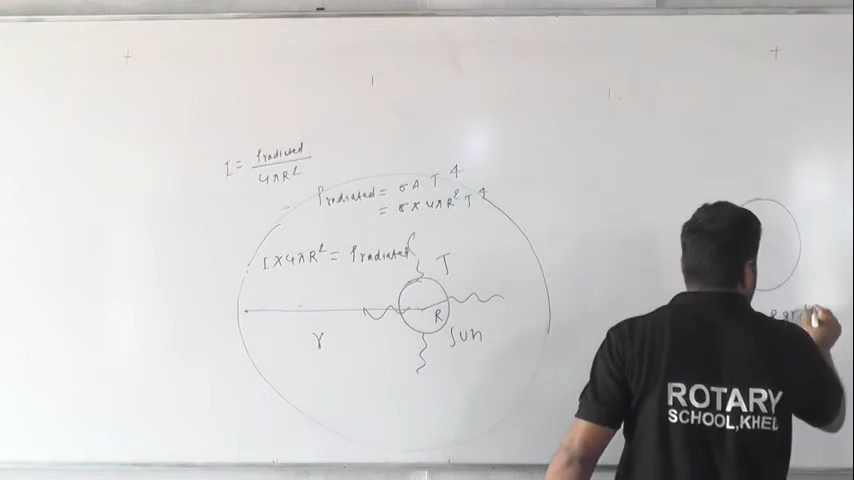 I = Pradiated / 4πR²
Pradiated = σ A T⁴
= σ × 4πR² T⁴
I × 4πR² = Pradiated
T
R
r
Sun
ROTARY
SCHOOL,KHEL